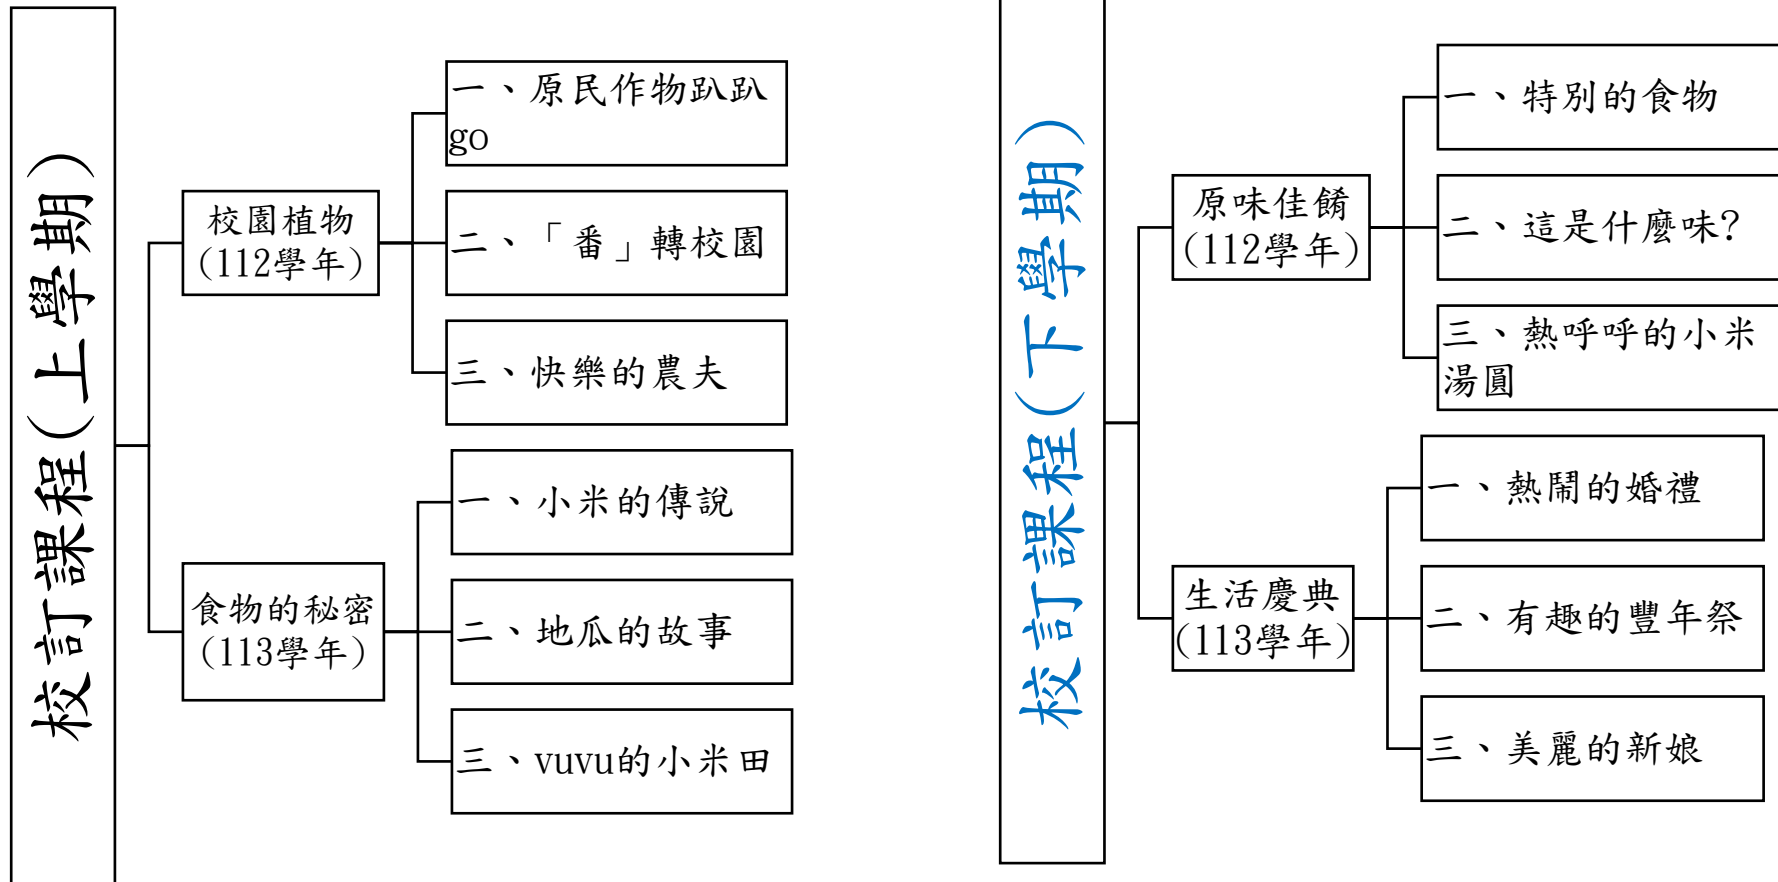 校訂課程(上學期)
校園植物
(112學年)
一、原民作物趴趴
go
二、「番」轉校園
三、快樂的農夫
食物的秘密
(113學年)
一、小米的傳說
二、地瓜的故事
三、vuvu的小米田
校訂課程(下學期)
原味佳餚
(112學年)
一、特別的食物
二、這是什麼味?
三、熱呼呼的小米
湯圓
生活慶典
(113學年)
一、熱鬧的婚禮
二、有趣的豐年祭
三、美麗的新娘